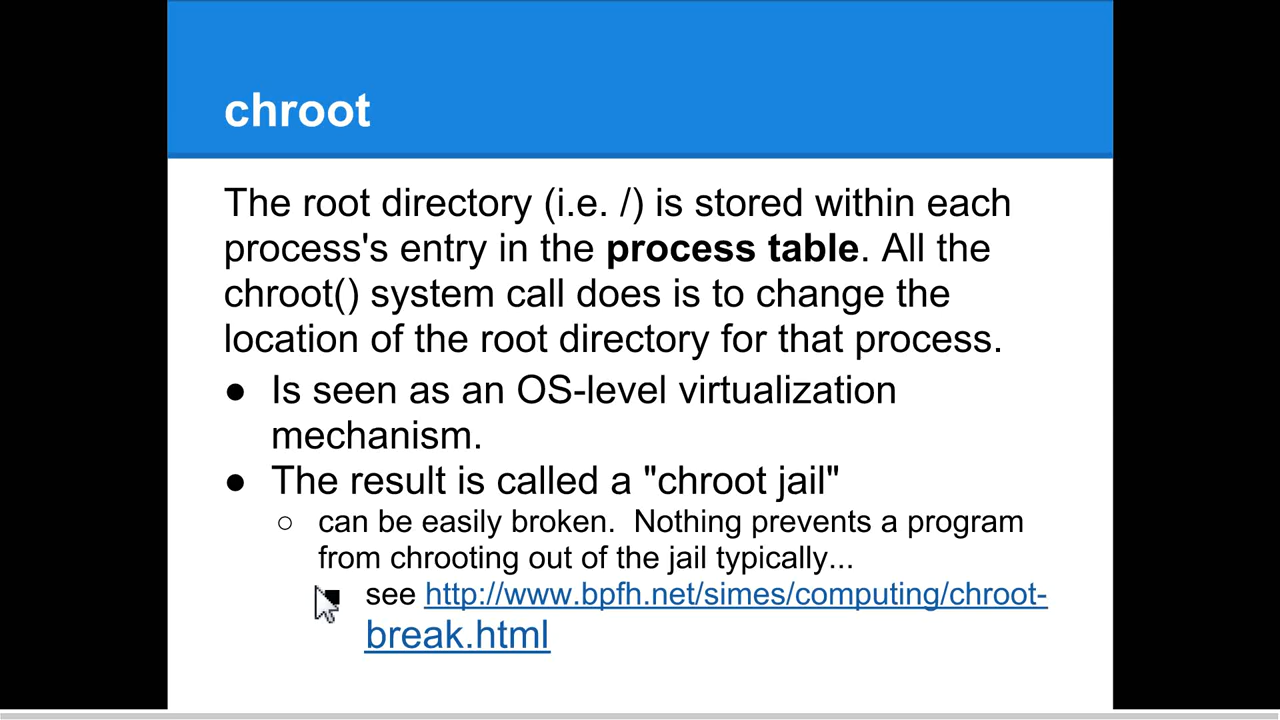 chroot
The root directory (i.e. /) is stored within each
process's entry in the process table. All the
chroot() system call does is to change the
location of the root directory for that process.
● Is seen as an OS-level virtualization
mechanism.
● The result is called a "chroot jail"
○ can be easily broken.  Nothing prevents a program
from chrooting out of the jail typically...
■ see http://www.bpfh.net/simes/computing/chroot-
break.html